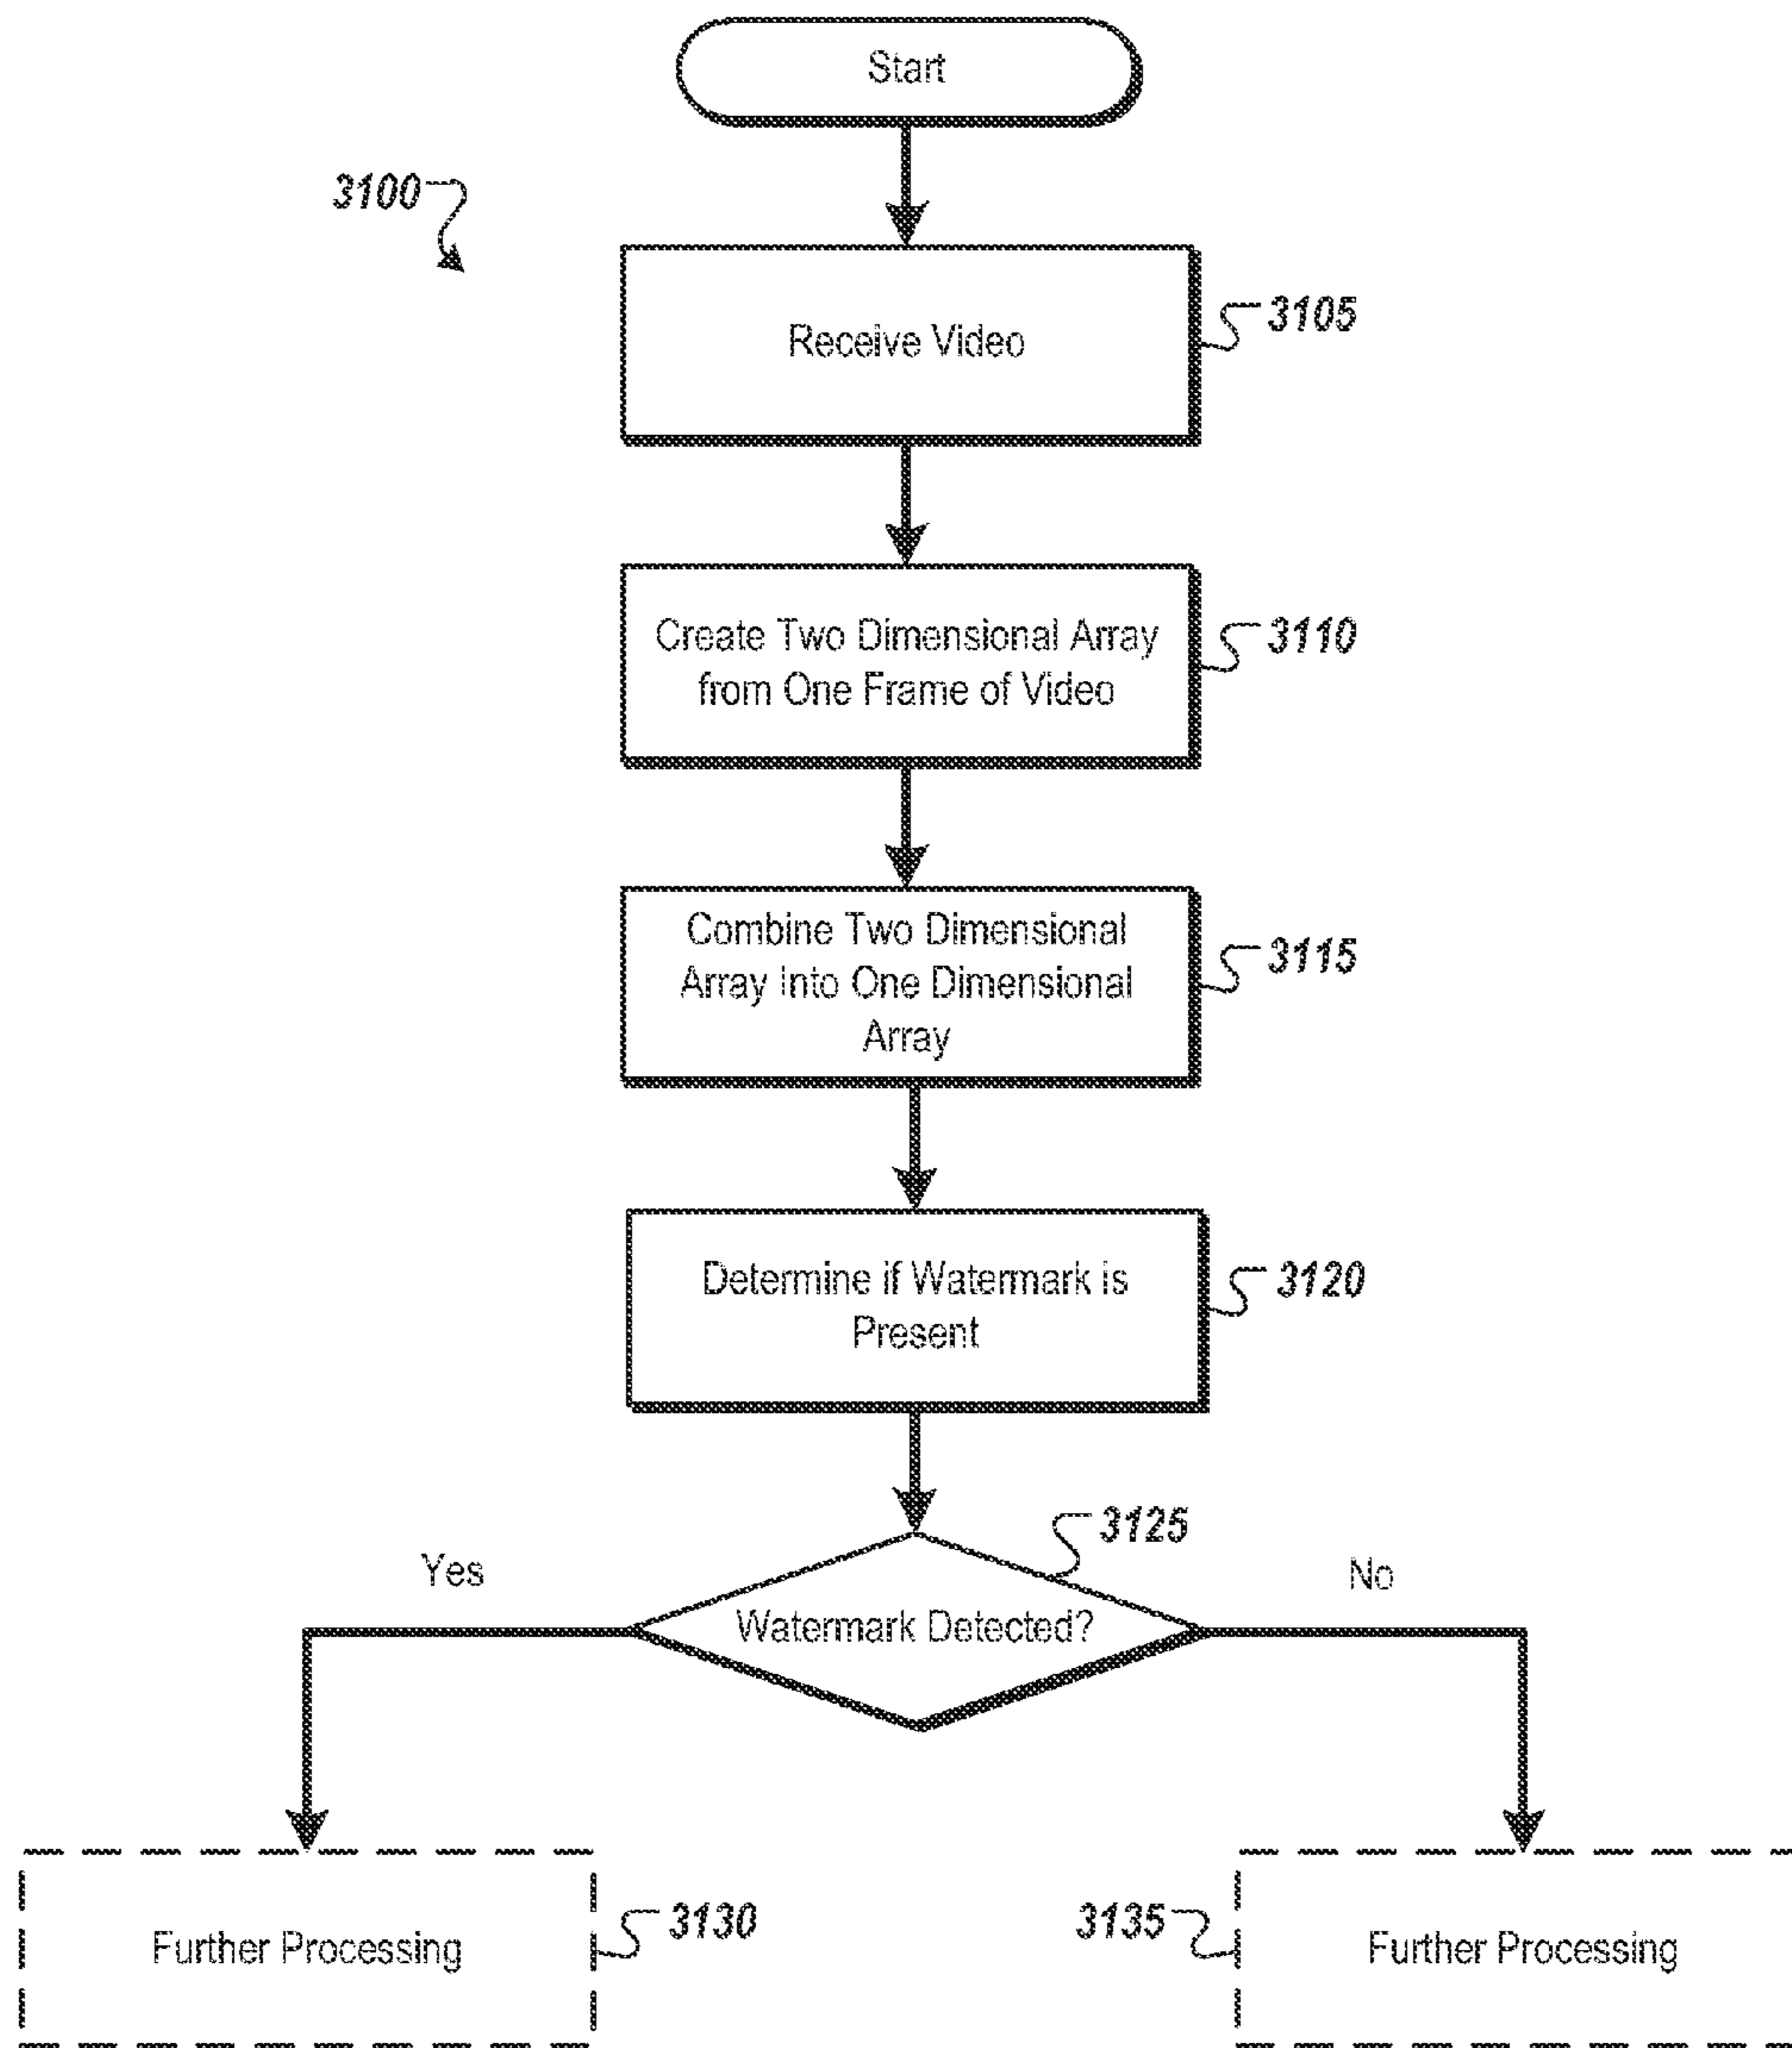 Start
3100
Receive Video
3105
Create Two Dimensional Array
from One Frame of Video
3110
Combine Two Dimensional
Array Into One Dimensional
Array
3115
Determine if Watermark is
Present
3120
3125
Yes
No
Watermark Detected?
Further Processing
3130
3135
Further Processing